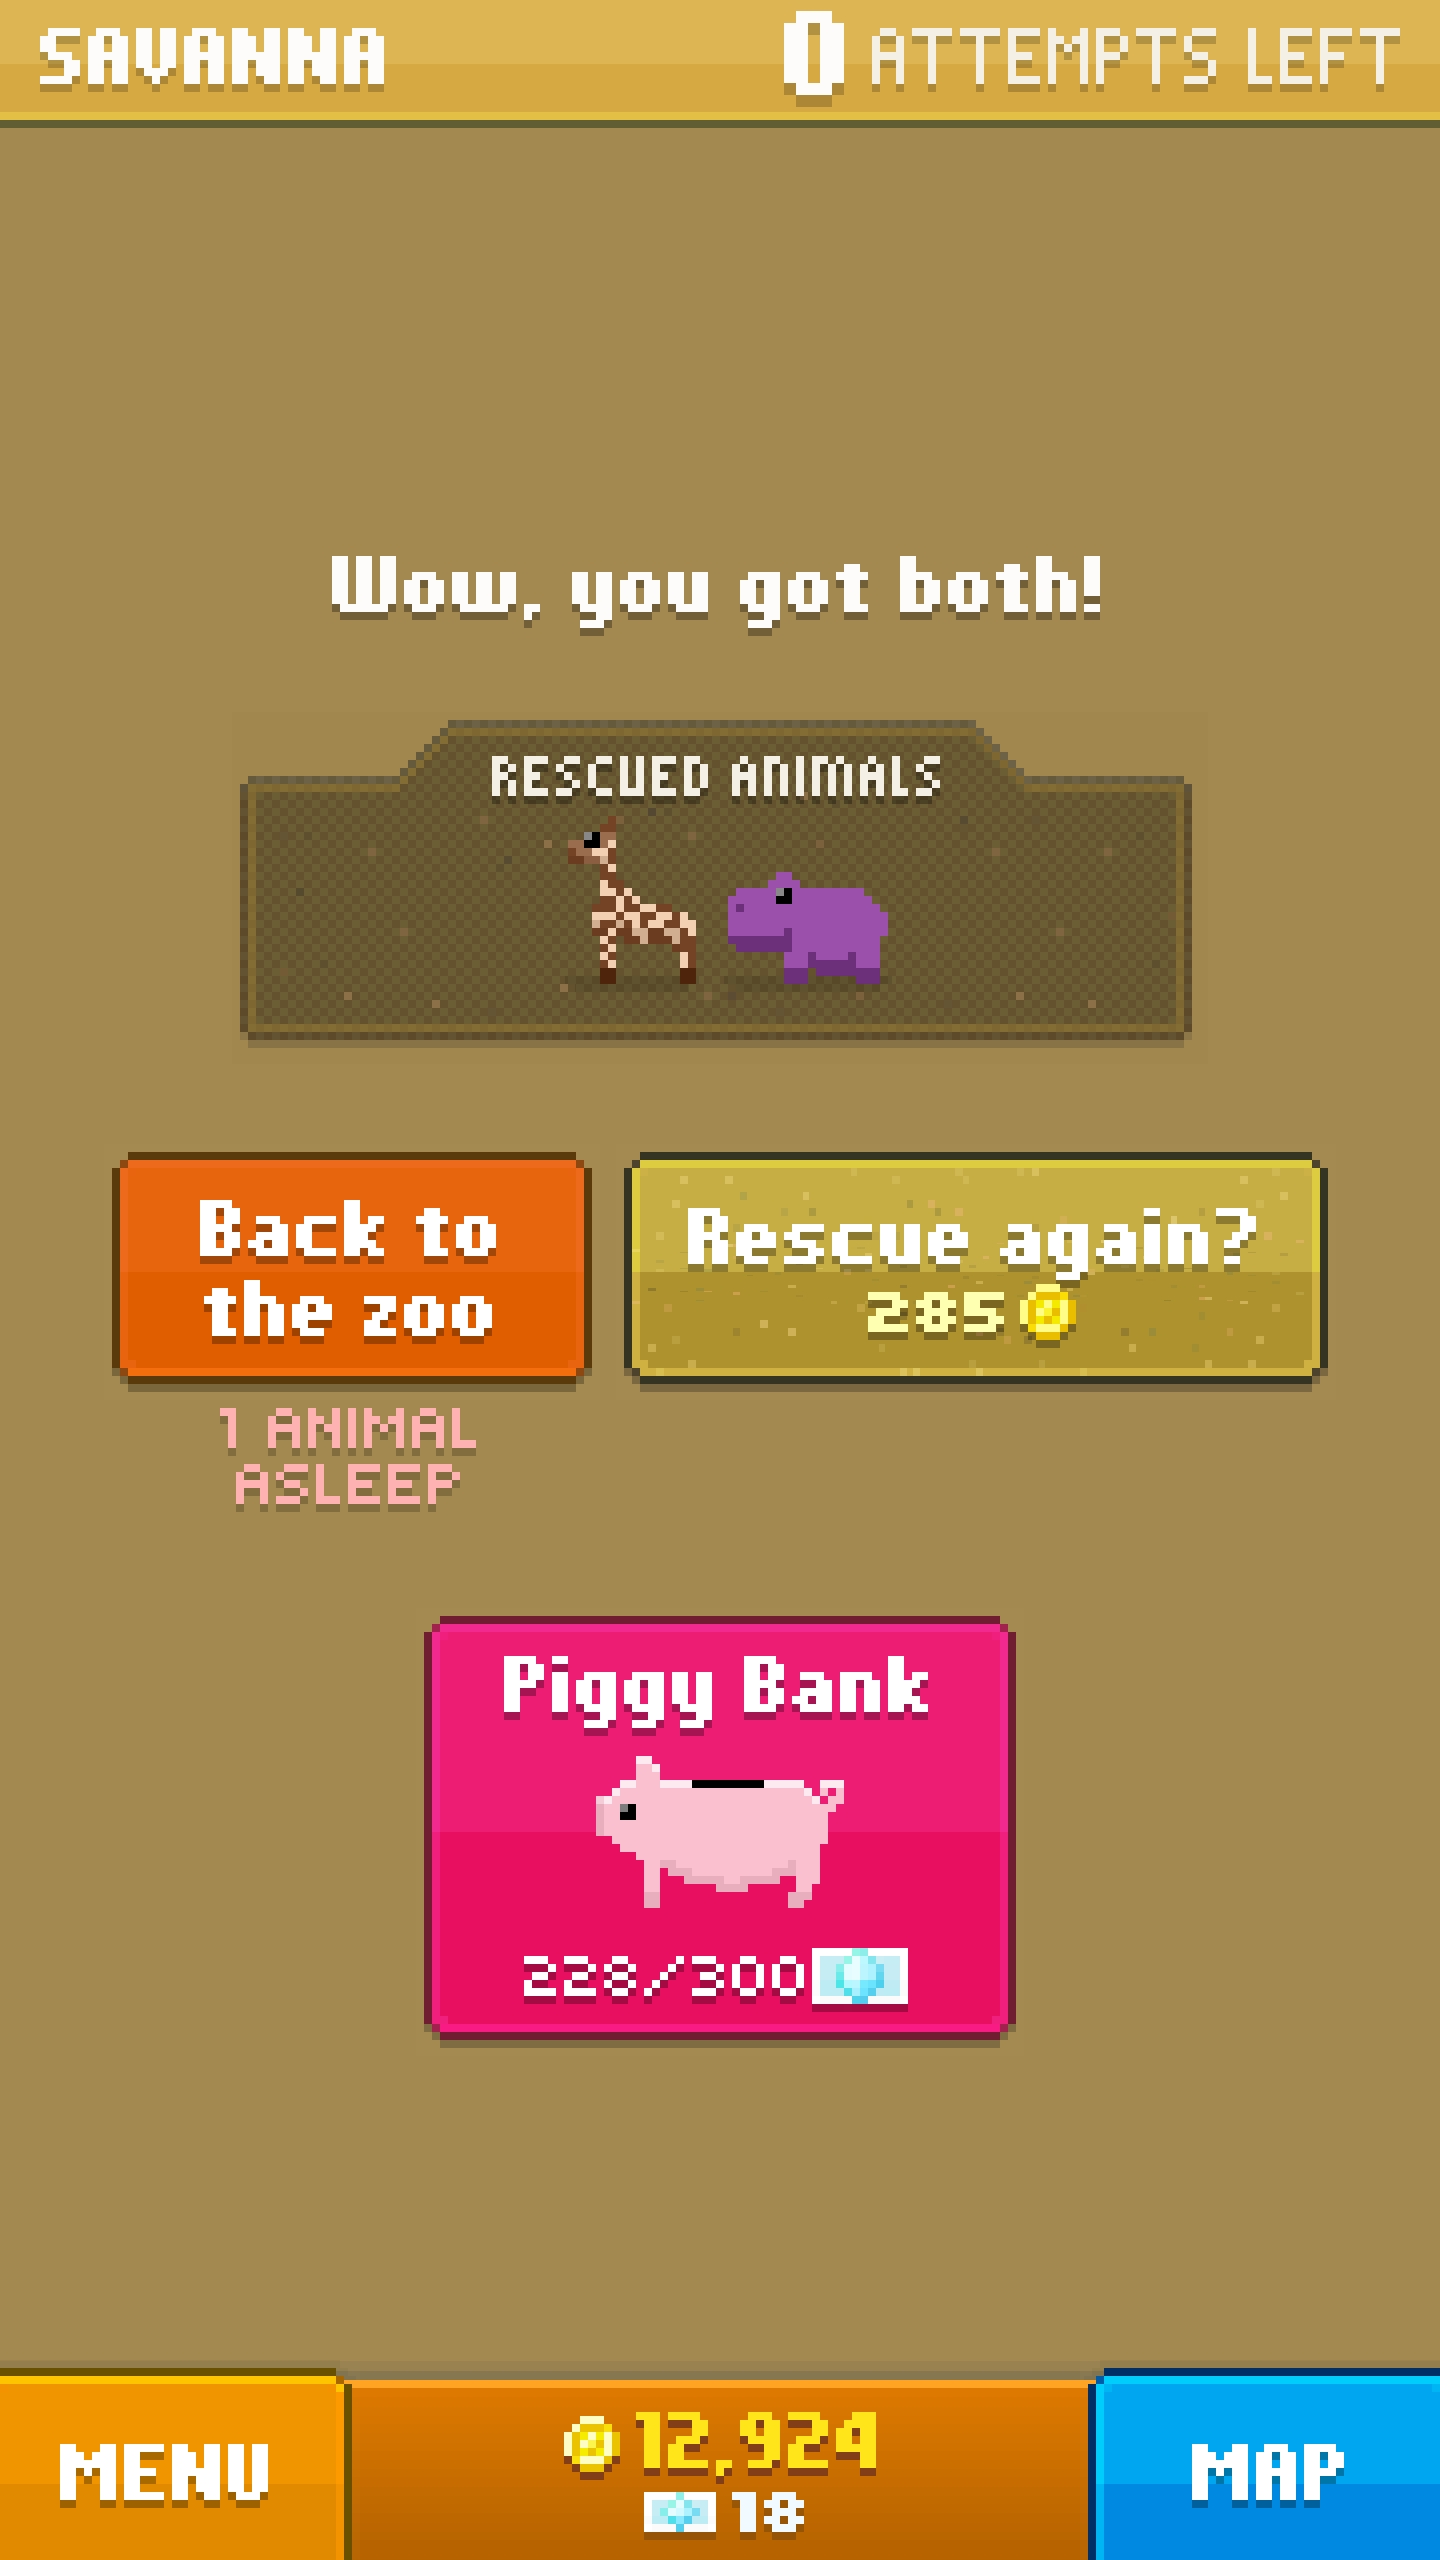 SAVANNA
0 ATTEMPTS LEFT
Wow, you got both!
RESCUED ANIMALS
Back to
the zoo
Rescue again?
285
1 ANIMAL
ASLEEP
Piggy Bank
228/300
MENU
12,924
18
MAP